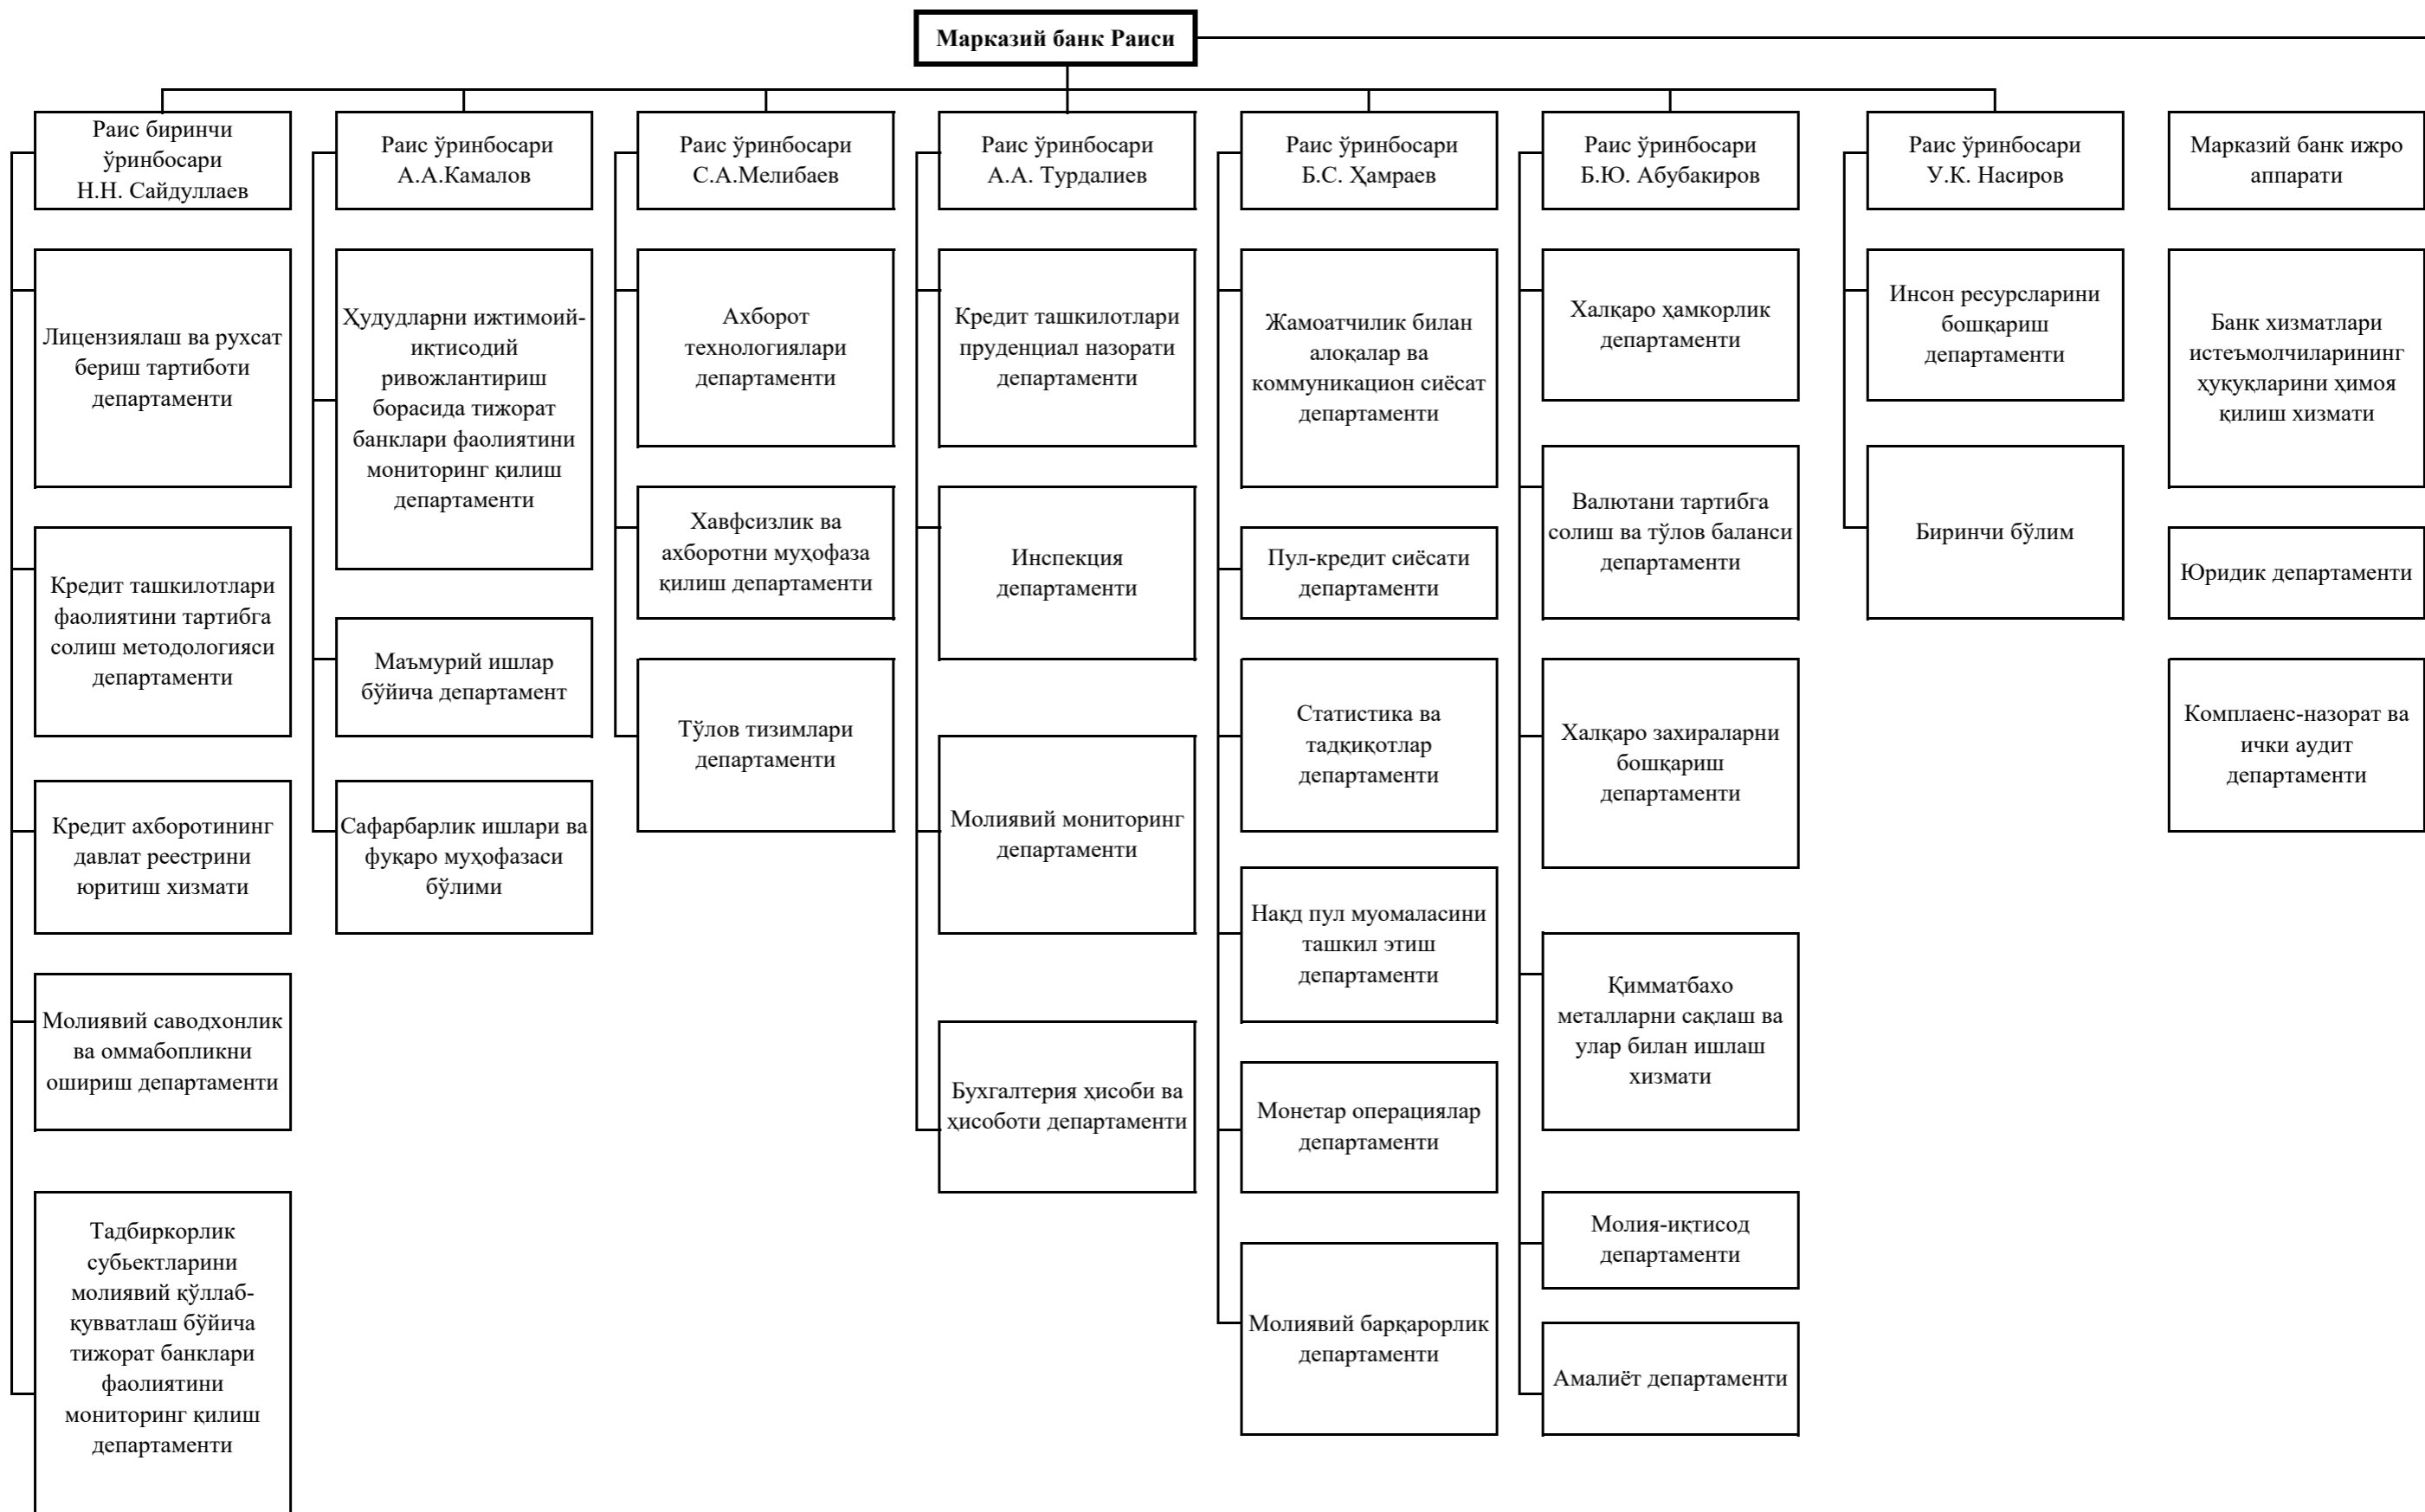 Марказий банк Раиси
Раис биринчи
ўринбосари
Н.Н. Сайдуллаев
Лицензиялаш ва рухсат
бериш тартиботи
департаменти
Кредит ташкилотлари
фаолиятини тартибга
солиш методологияси
департаменти
Кредит ахборотининг
давлат реестрини
юритиш хизмати
Молиявий саводхонлик
ва оммабопликни
ошириш департаменти
Тадбиркорлик
субьектларини
молиявий қўллаб-
қувватлаш бўйича
тижорат банклари
фаолиятини
мониторинг қилиш
департаменти
Раис ўринбосари
А.А.Камалов
Ҳудудларни ижтимоий-
иқтисодий
ривожлантириш
борасида тижорат
банклари фаолиятини
мониторинг қилиш
департаменти
Маъмурий ишлар
бўйича департамент
Сафарбарлик ишлари ва
фуқаро муҳофазаси
бўлими
Раис ўринбосари
С.А.Мелибаев
Ахборот
технологиялари
департаменти
Хавфсизлик ва
ахборотни муҳофаза
қилиш департаменти
Тўлов тизимлари
департаменти
Раис ўринбосари
А.А. Турдалиев
Кредит ташкилотлари
пруденциал назорати
департаменти
Инспекция
департаменти
Молиявий мониторинг
департаменти
Бухгалтерия ҳисоби ва
ҳисоботи департаменти
Раис ўринбосари
Б.С. Ҳамраев
Жамоатчилик билан
алоқалар ва
коммуникацион сиёсат
департаменти
Пул-кредит сиёсати
департаменти
Статистика ва
тадқиқотлар
департаменти
Нақд пул муомаласини
ташкил этиш
департаменти
Монетар операциялар
департаменти
Молиявий барқарорлик
департаменти
Раис ўринбосари
Б.Ю. Абубакиров
Халқаро ҳамкорлик
департаменти
Валютани тартибга
солиш ва тўлов баланси
департаменти
Халқаро захираларни
бошқариш
департаменти
Қимматбахо
металларни сақлаш ва
улар билан ишлаш
хизмати
Молия-иқтисод
департаменти
Амалиёт департаменти
Раис ўринбосари
У.К. Насиров
Инсон ресурсларини
бошқариш
департаменти
Биринчи бўлим
Марказий банк ижро
аппарати
Банк хизматлари
истеъмолчиларининг
ҳуқуқларини ҳимоя
қилиш хизмати
Юридик департаменти
Комплаенс-назорат ва
ички аудит
департаменти